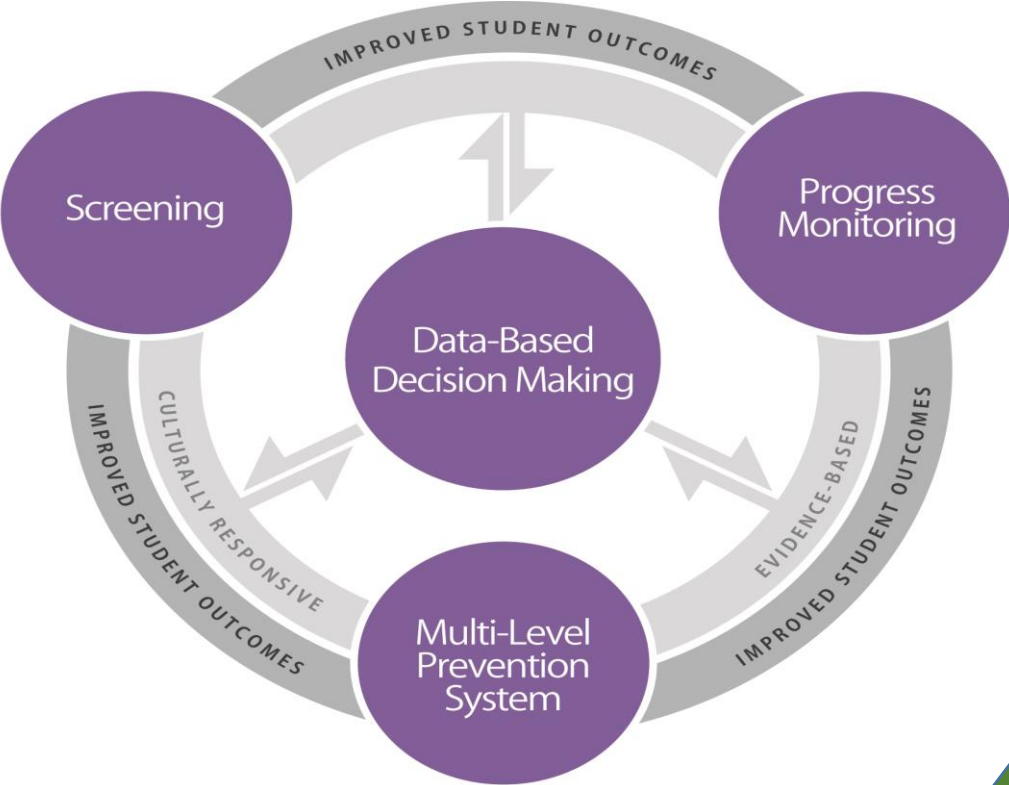 IMPROVED STUDENT OUTCOMES
Screening
Progress
Monitoring
Data-Based
Decision Making
CULTURALLY RESPONSIVE
EVIDENCE-BASED
IMPROVED STUDENT OUTCOMES
IMPROVED STUDENT OUTCOMES
Multi-Level
Prevention
System